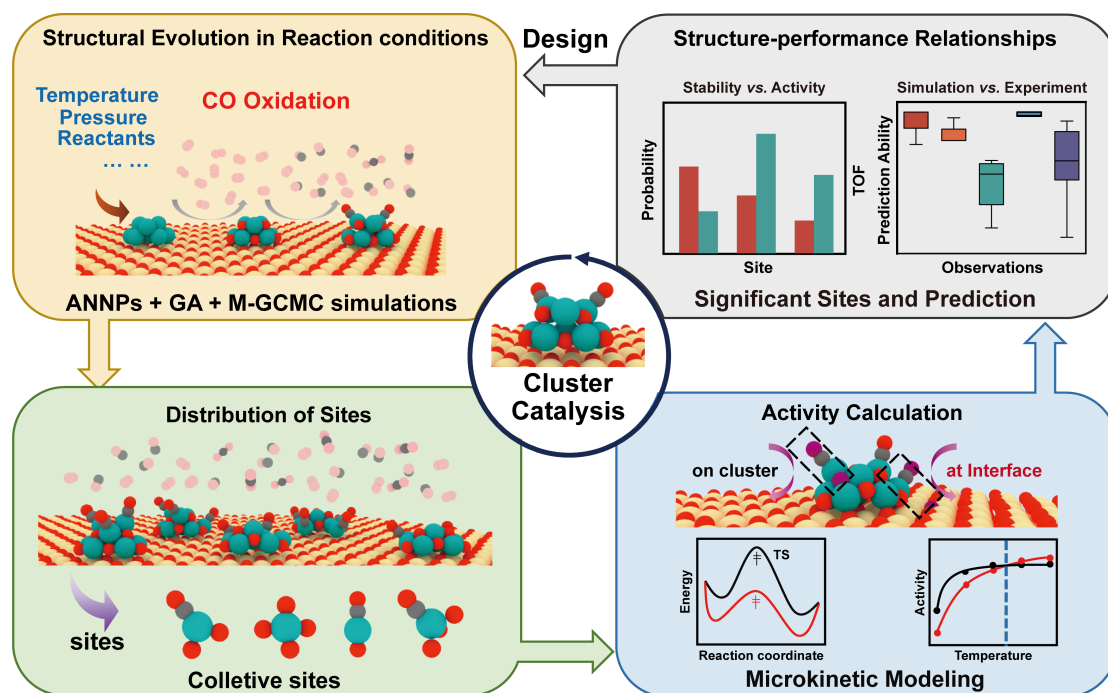 Structural Evolution in Reaction conditions
Temperature
Pressure
Reactants
... ...
CO Oxidation
ANNPs + GA + M-GCMC simulations
Design
Structure-performance Relationships
Stability vs. Activity
Probability
TOF
Site
Simulation vs. Experiment
Prediction Ability
Observations
Significant Sites and Prediction
Cluster
Catalysis
Distribution of Sites
sites
Colletive sites
Activity Calculation
on cluster
at Interface
Energy
TS
‡
‡
Reaction coordinate
Activity
Temperature
Microkinetic Modeling